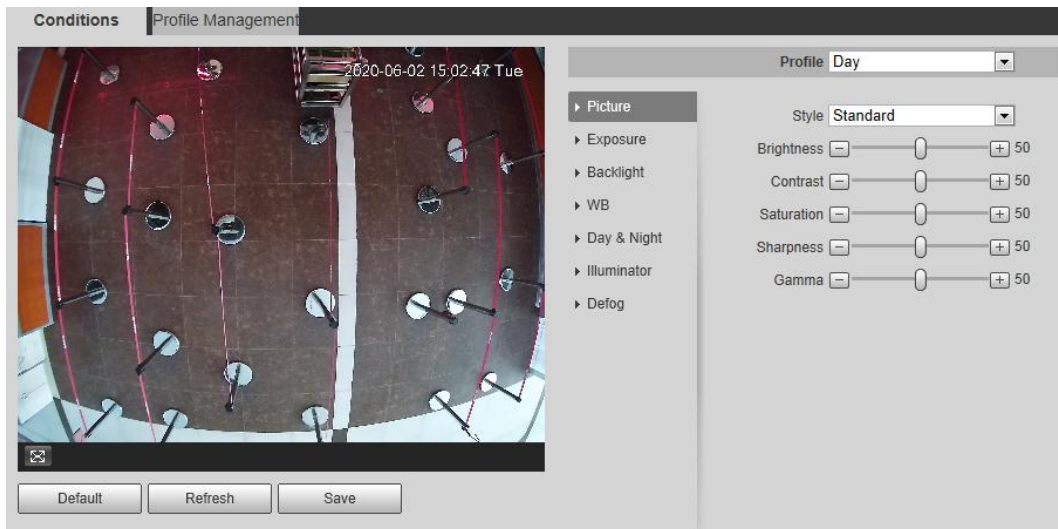 Conditions
Profile Management
2020-06-02 15:02:47 Tue
Profile Day
Picture
Exposure
Backlight
WB
Day & Night
Illuminator
Defog
Style Standard
Brightness 50
Contrast 50
Saturation 50
Sharpness 50
Gamma 50
Default Refresh Save